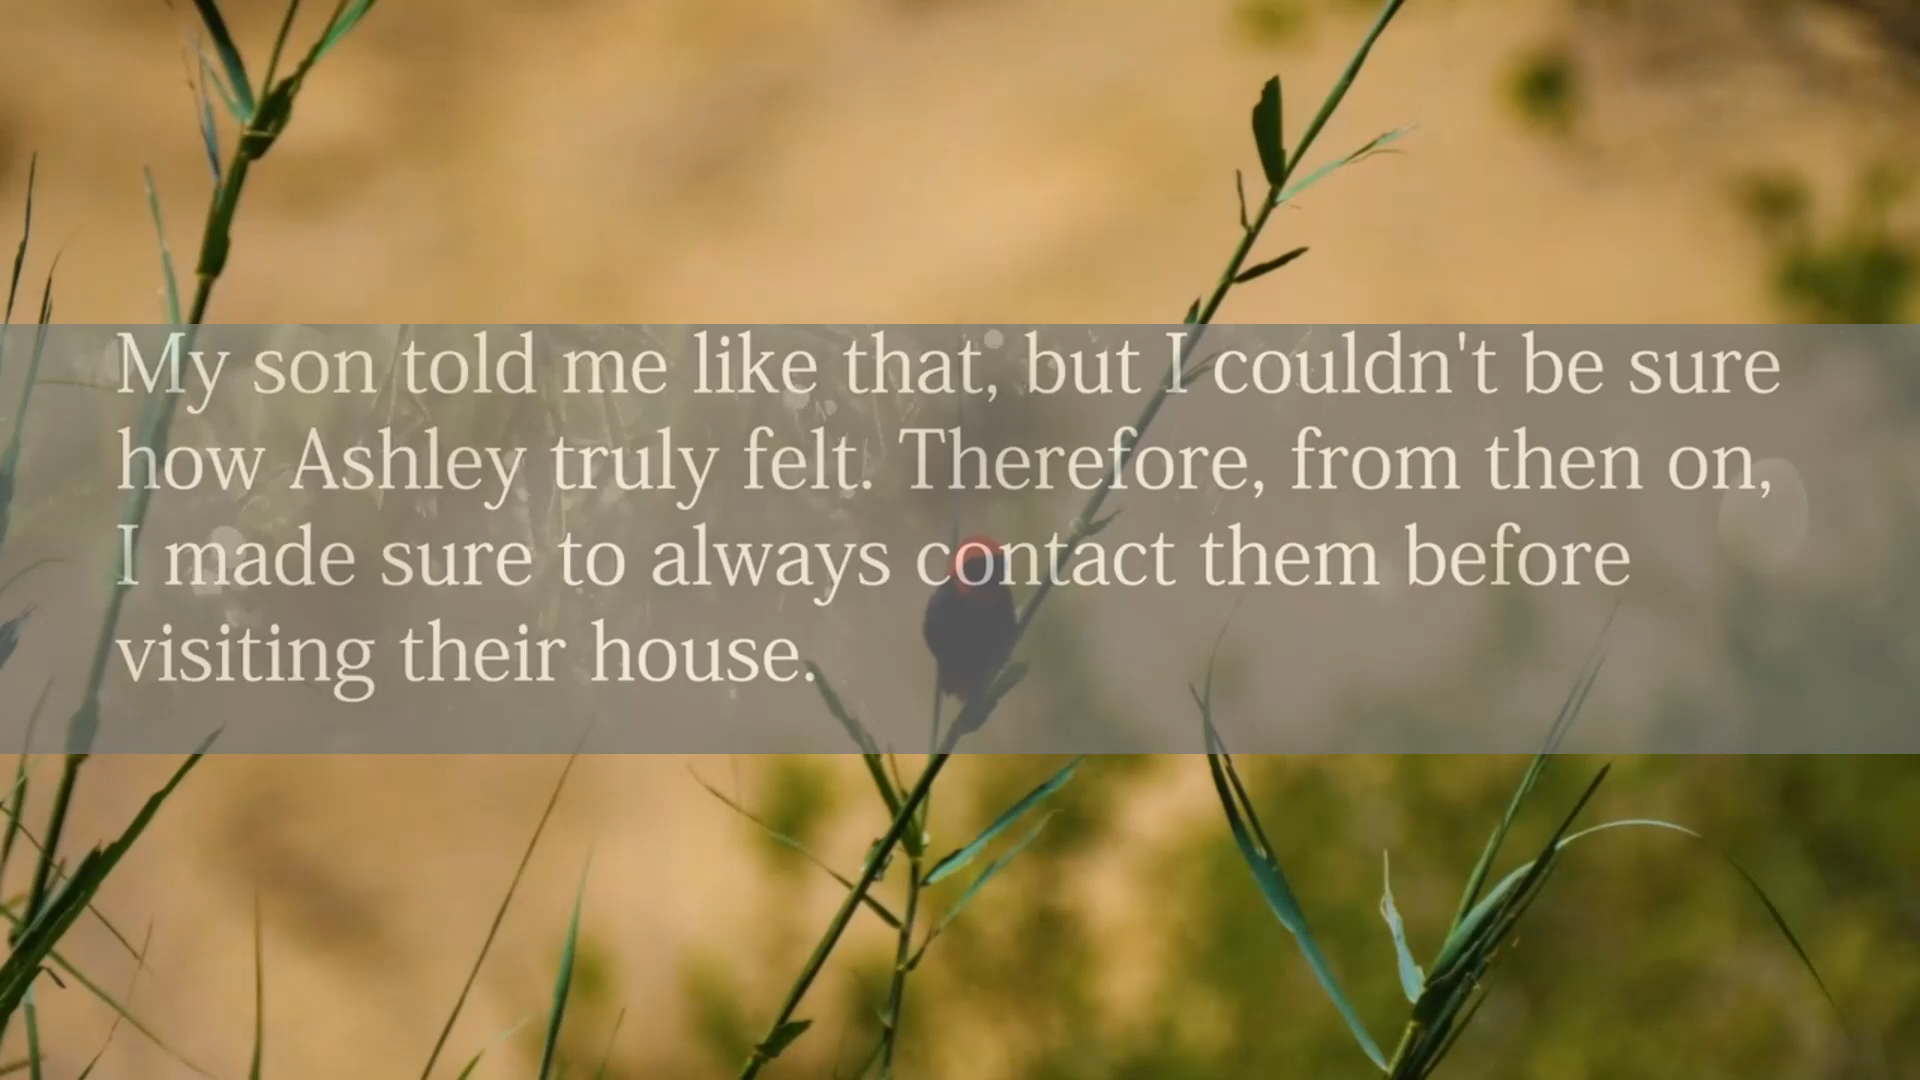 My son told me like that, but I couldn't be sure
how Ashley truly felt. Therefore, from then on,
I made sure to always contact them before
visiting their house.